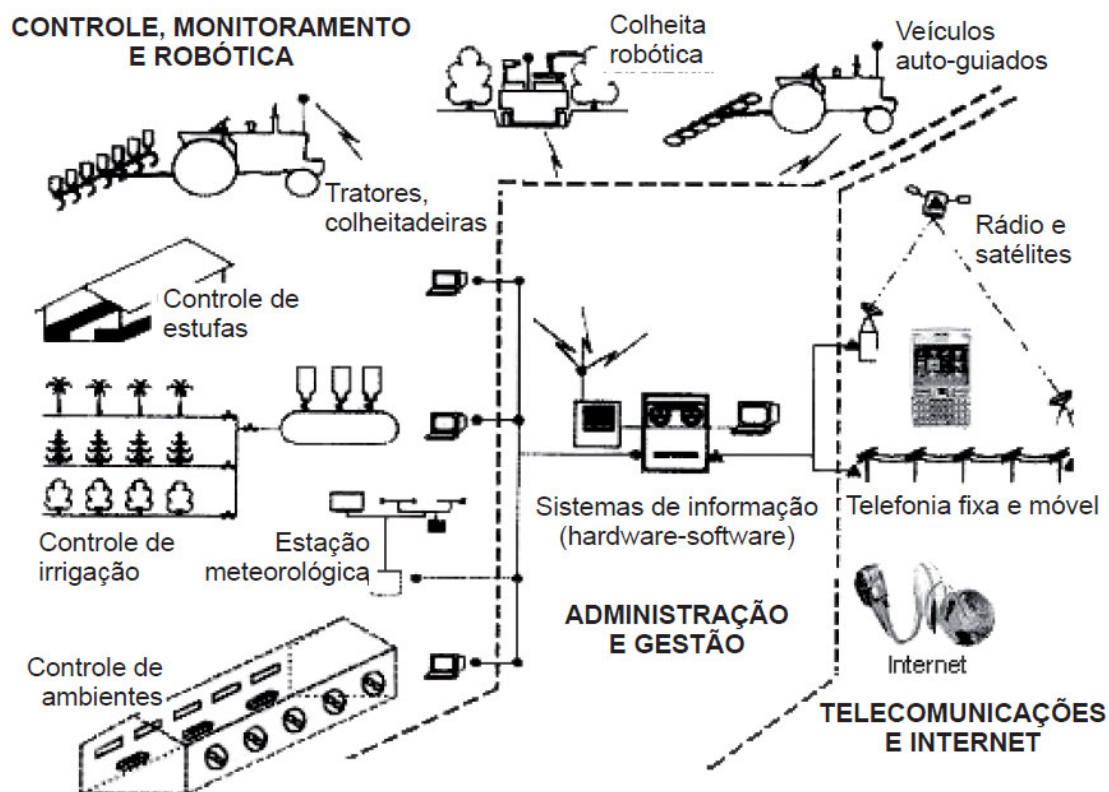 CONTROLE, MONITORAMENTO
E ROBÓTICA
Colheita
robótica
Veículos
auto-guiados
Tratores,
colheitadeiras
Rádio e
satélites
Controle de
estufas
Sistemas de informação
(hardware-software)
Telefonia fixa e móvel
Controle de
irrigação
Estação
meteorológica
ADMINISTRAÇÃO
E GESTÃO
Internet
Controle de
ambientes
TELECOMUNICAÇÕES
E INTERNET